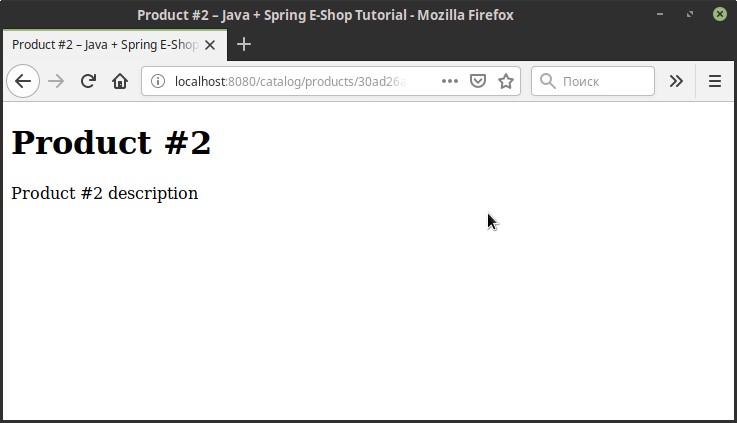 Product #2 – Java + Spring E-Shop Tutorial - Mozilla Firefox
Product #2 – Java + Spring E-Shop
localhost:8080/catalog/products/30ad26a
Поиск
Product #2
Product #2 description